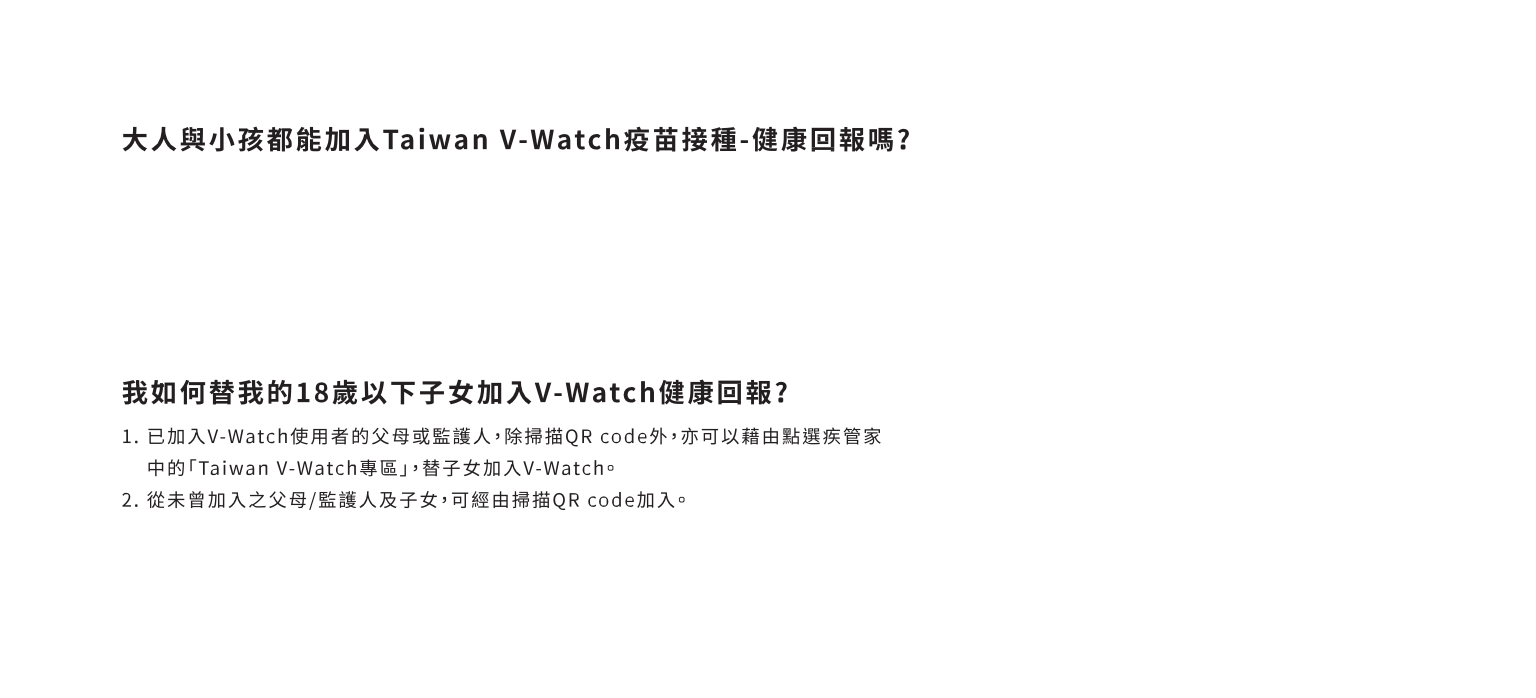 大人與小孩都能加入Taiwan V-Watch疫苗接種-健康回報嗎?
我如何替我的18歲以下子女加入V-Watch健康回報?
1. 已加入V-Watch使用者的父母或監護人，除掃描QR code外，亦可以藉由點選疾管家
中的「Taiwan V-Watch專區」，替子女加入V-Watch。
2. 從未曾加入之父母/監護人及子女，可經由掃描QR code加入。